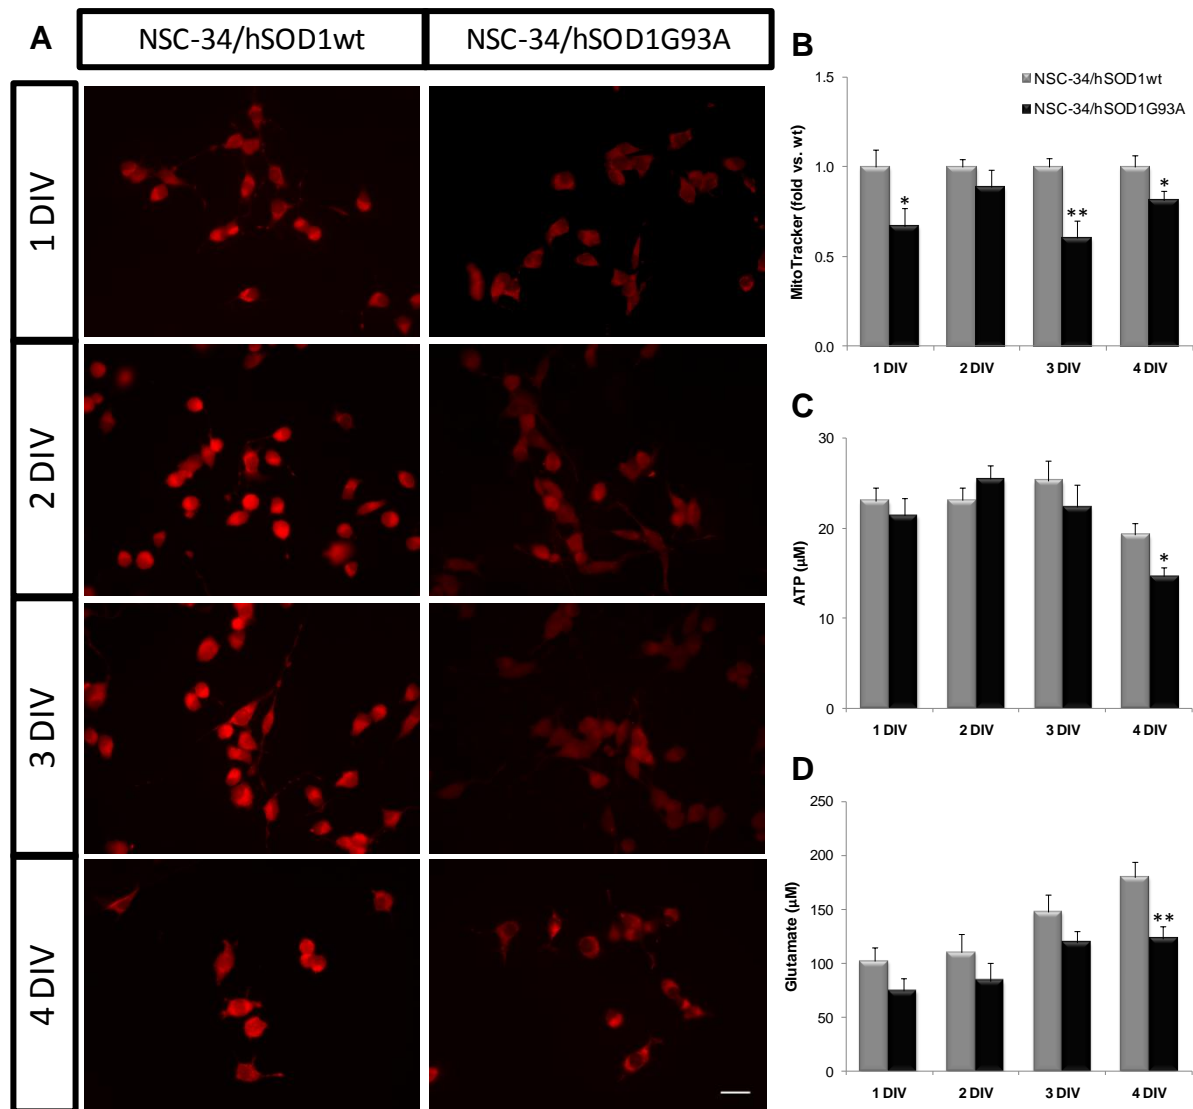 A
NSC-34/hSOD1wt
NSC-34/hSOD1G93A
1 DIV
2 DIV
3 DIV
4 DIV
B
MitoTracker (fold vs. wt)
1.5
1.0
0.5
0.0
NSC-34/hSOD1wt
NSC-34/hSOD1G93A
*
**
*
1 DIV 2 DIV 3 DIV 4 DIV
C
ATP (µM)
30
20
10
0
*
1 DIV 2 DIV 3 DIV 4 DIV
D
Glutamate (µM)
250
200
150
100
50
0
**
1 DIV 2 DIV 3 DIV 4 DIV